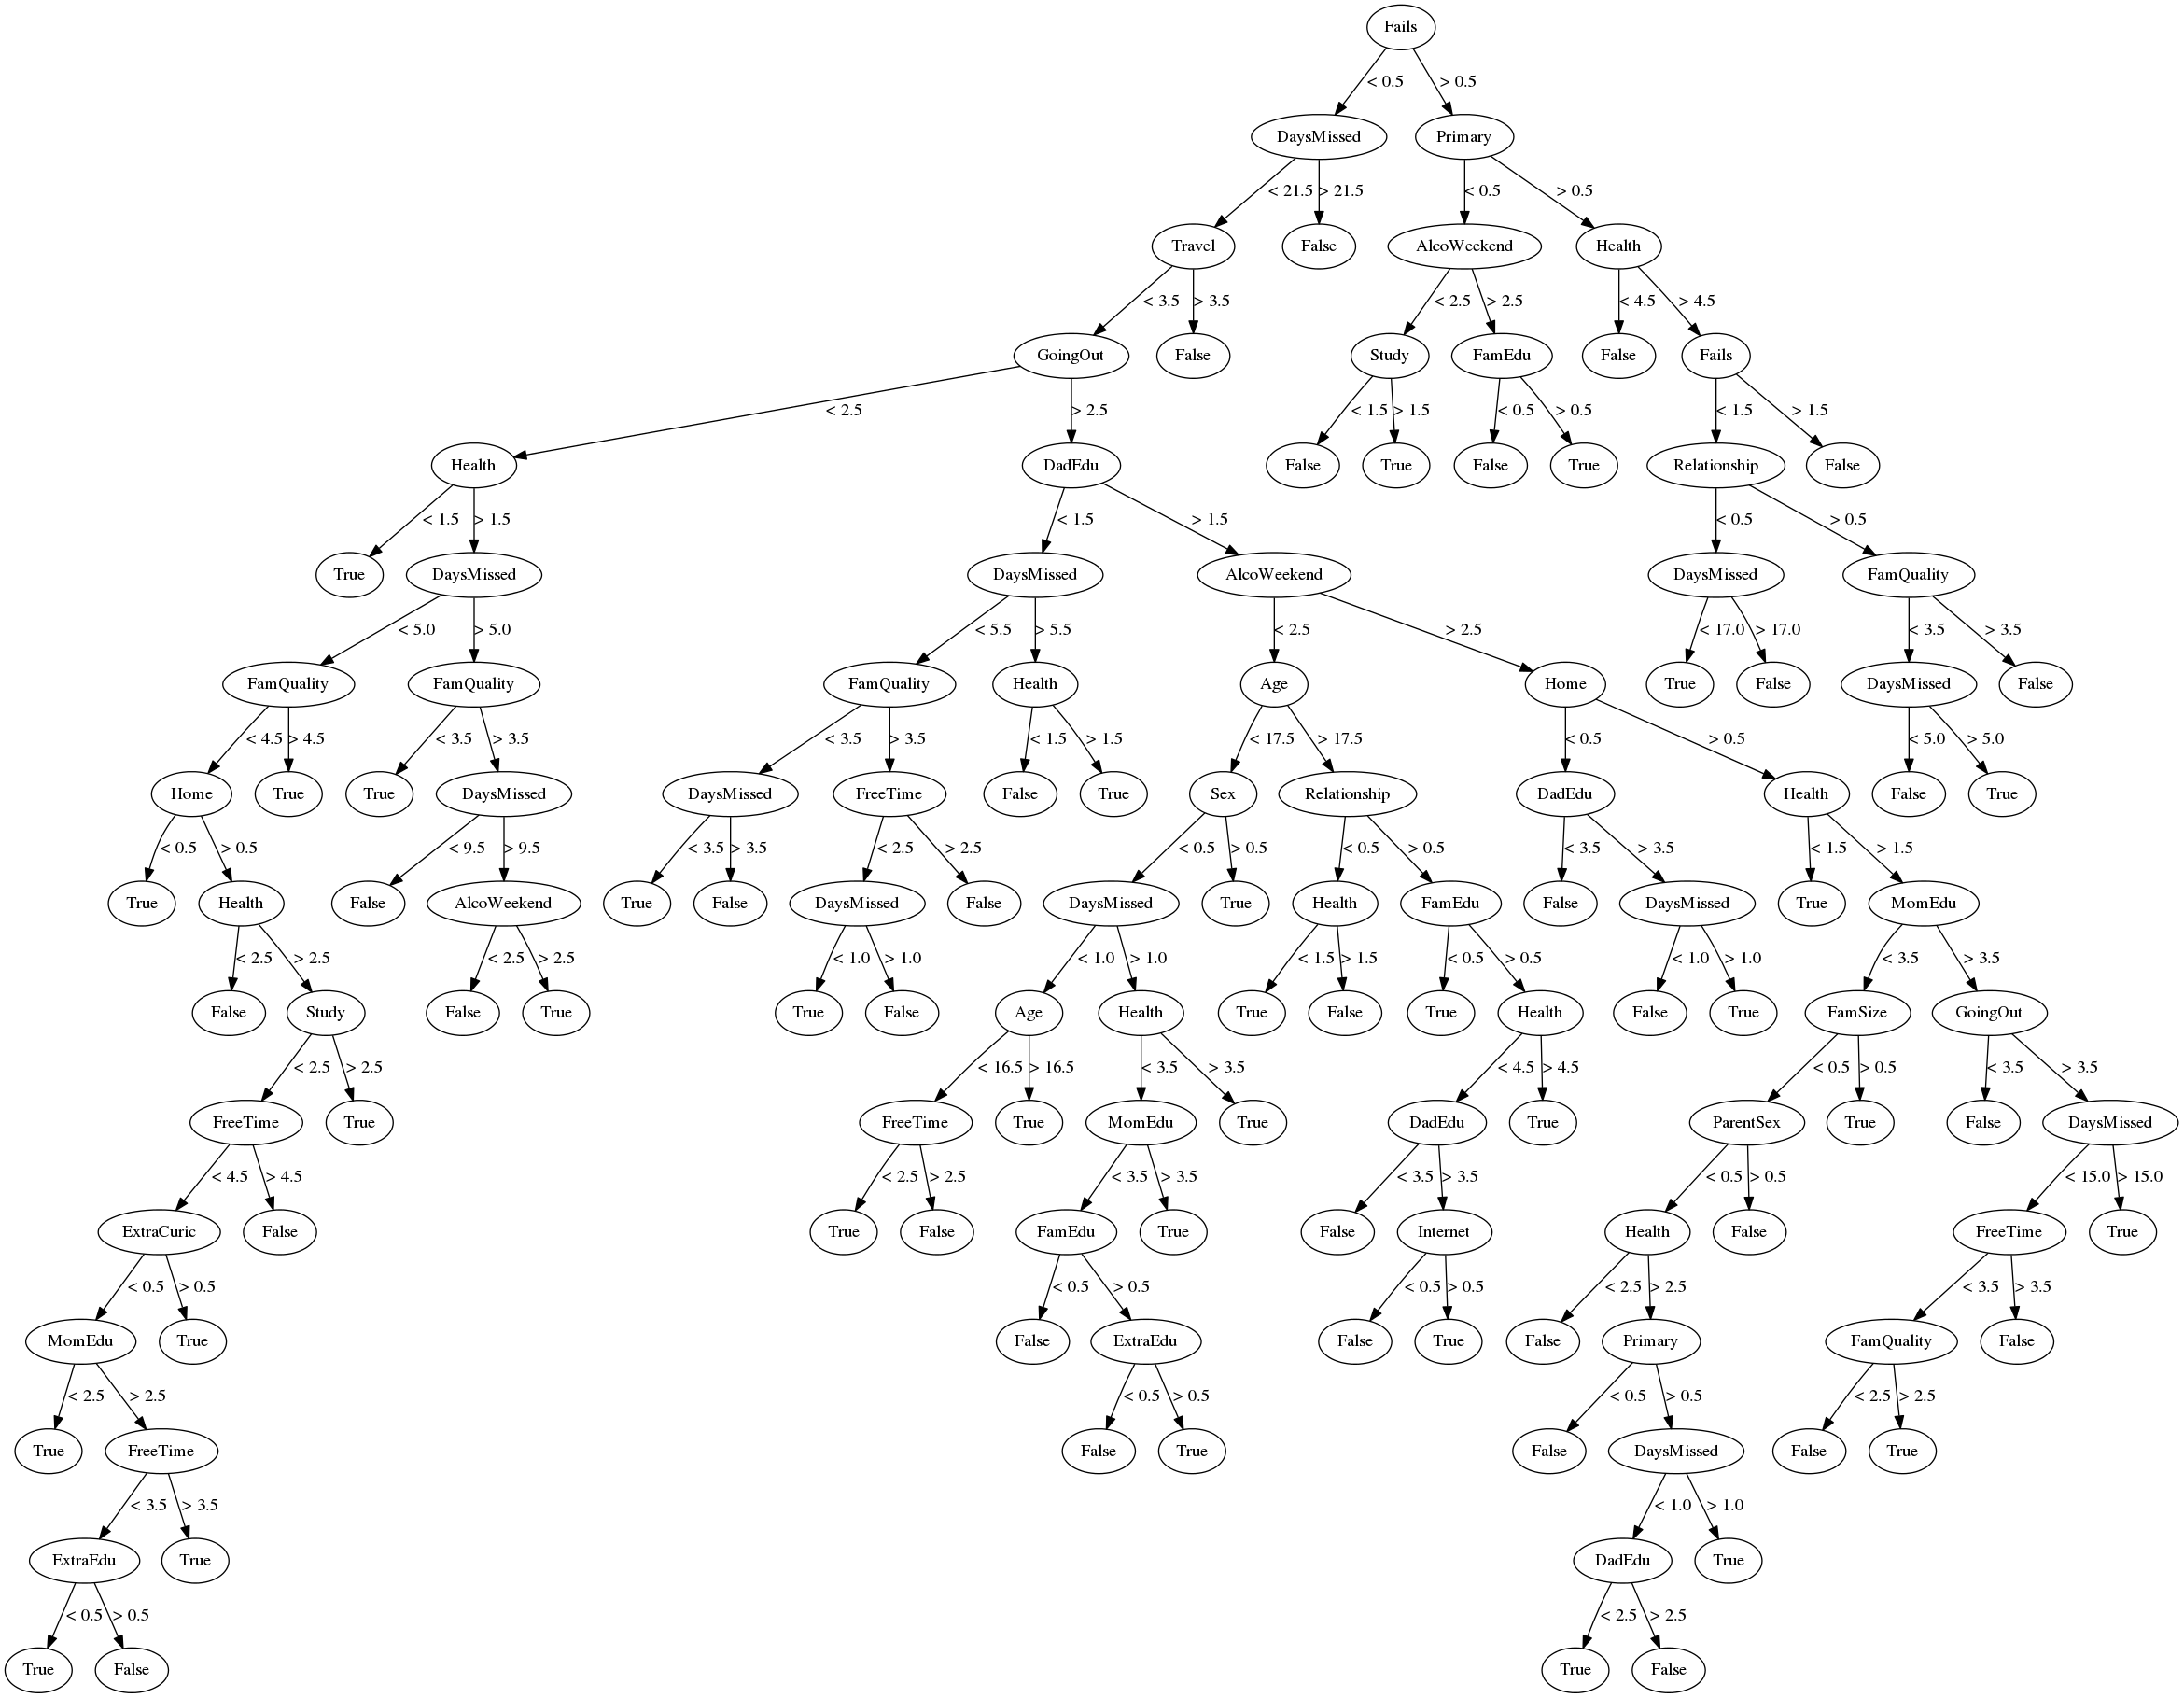 Fails
< 0.5 > 0.5
DaysMissed Primary
< 21.5 > 21.5 < 0.5 > 0.5
Travel False AlcoWeekend Health
< 3.5 > 3.5 < 2.5 > 2.5 < 4.5 > 4.5
GoingOut False Study FamEdu False Fails
< 2.5 > 2.5 < 1.5 > 1.5 < 0.5 > 0.5 < 1.5 > 1.5
Health DadEdu False True False True Relationship False
< 1.5 > 1.5 < 1.5 > 1.5 < 0.5 > 0.5
True DaysMissed DaysMissed AlcoWeekend DaysMissed FamQuality
< 5.0 > 5.0 < 5.5 > 5.5 < 2.5 > 2.5 < 17.0 > 17.0 < 3.5 > 3.5
FamQuality FamQuality FamQuality Health Age Home True False DaysMissed False
< 4.5 > 4.5 < 3.5 > 3.5 < 3.5 > 3.5 < 1.5 > 1.5 < 17.5 > 17.5 < 0.5 > 0.5 < 5.0 > 5.0
Home True True DaysMissed DaysMissed FreeTime False True Sex Relationship DadEdu Health False True
< 0.5 > 0.5 < 9.5 > 9.5 < 3.5 > 3.5 < 2.5 > 2.5 < 0.5 > 0.5 < 0.5 > 0.5 < 3.5 > 3.5 < 1.5 > 1.5
True Health False AlcoWeekend True False DaysMissed False DaysMissed True Health FamEdu False DaysMissed True MomEdu
< 2.5 > 2.5 < 2.5 > 2.5 < 1.0 > 1.0 < 1.0 > 1.0 < 1.5 > 1.5 < 0.5 > 0.5 < 1.0 > 1.0 < 3.5 > 3.5
False Study False True True False Age Health True False True Health False True FamSize GoingOut
< 2.5 > 2.5 < 16.5 > 16.5 < 3.5 > 3.5 < 4.5 > 4.5 < 0.5 > 0.5 < 3.5 > 3.5
FreeTime True FreeTime True MomEdu True DadEdu True ParentSex True False DaysMissed
< 4.5 > 4.5 < 2.5 > 2.5 < 3.5 > 3.5 < 3.5 > 3.5 < 0.5 > 0.5 < 15.0 > 15.0
ExtraCuric False True False FamEdu True False Internet Health False FreeTime True
< 0.5 > 0.5 < 0.5 > 0.5 < 0.5 > 0.5 < 2.5 > 2.5 < 3.5 > 3.5
MomEdu True False ExtraEdu False True False Primary FamQuality False
< 2.5 > 2.5 < 0.5 > 0.5 < 0.5 > 0.5 < 2.5 > 2.5
True FreeTime False True False DaysMissed False True
< 3.5 > 3.5 < 1.0 > 1.0
ExtraEdu True DadEdu True
< 0.5 > 0.5 < 2.5 > 2.5
True False True False